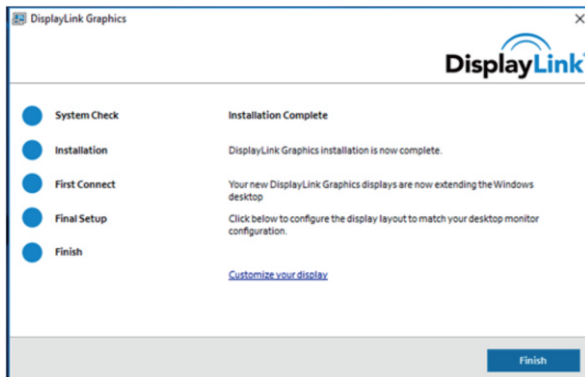 DisplayLink Graphics
DisplayLink
System Check
Installation Complete
Installation
DisplayLink Graphics installation is now complete.
First Connect
Your new DisplayLink Graphics displays are now extending the Windows
desktop
Final Setup
Click below to configure the display layout to match your desktop monitor
configuration.
Finish
Customize your display
Finish